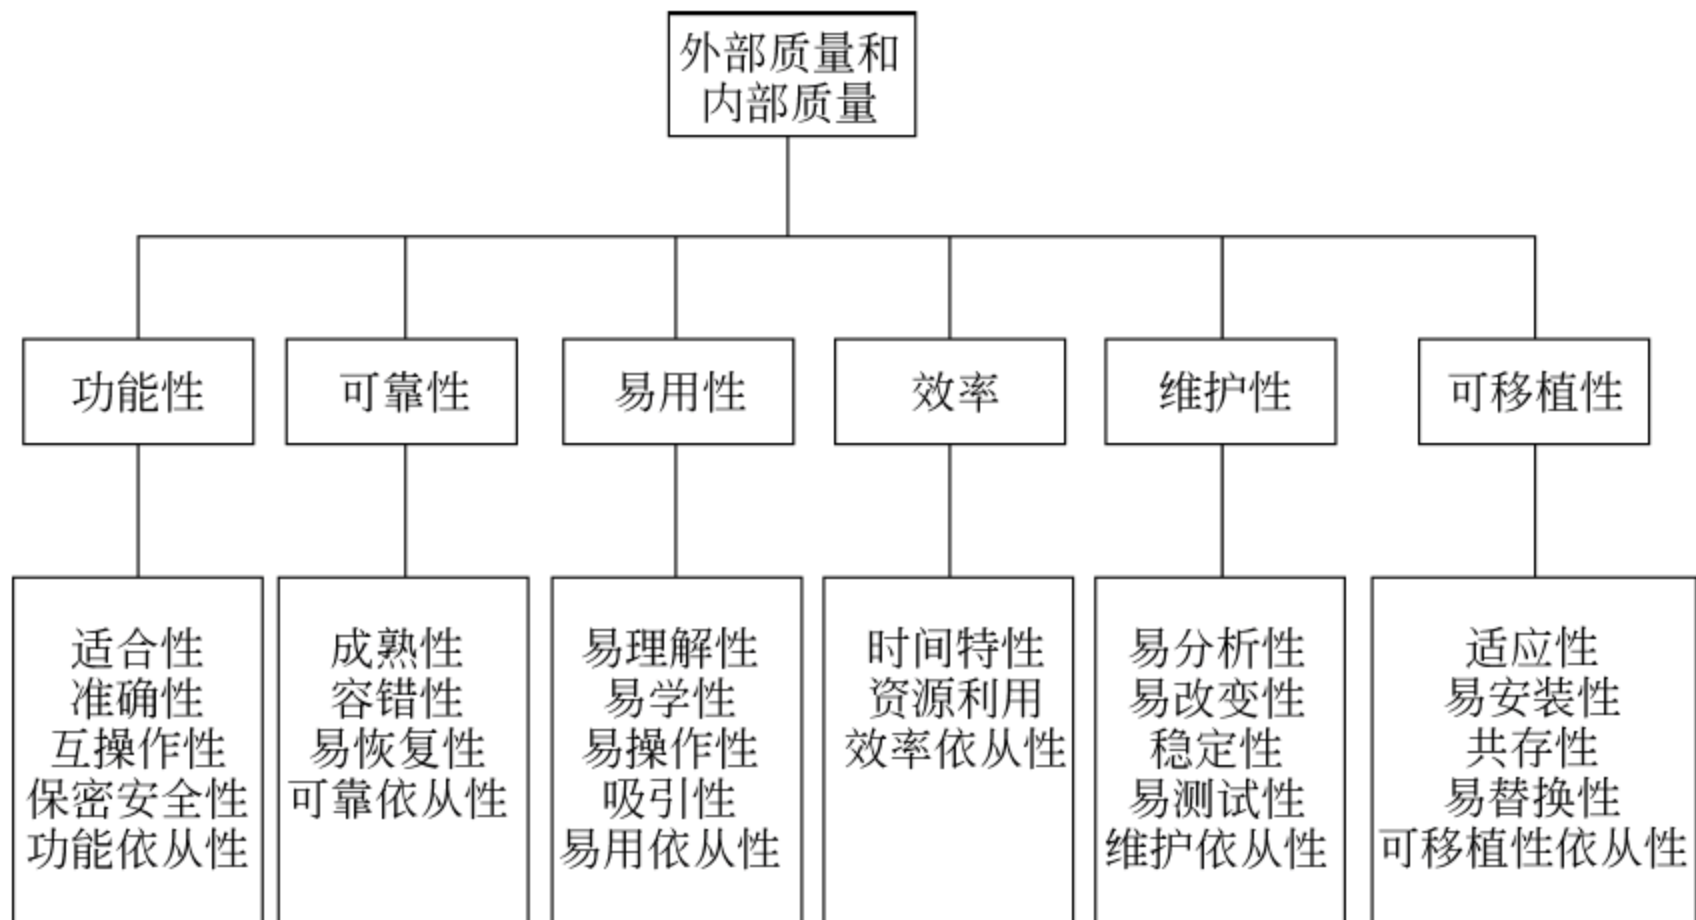 外部质量和
内部质量
功能性
可靠性
易用性
效率
维护性
可移植性
适合性
准确性
互操作性
保密安全性
功能依从性
成熟性
容错性
易恢复性
可靠依从性
易理解性
易学性
易操作性
吸引性
易用依从性
时间特性
资源利用
效率依从性
易分析性
易改变性
稳定性
易测试性
维护依从性
适应性
易安装性
共存性
易替换性
可移植性依从性